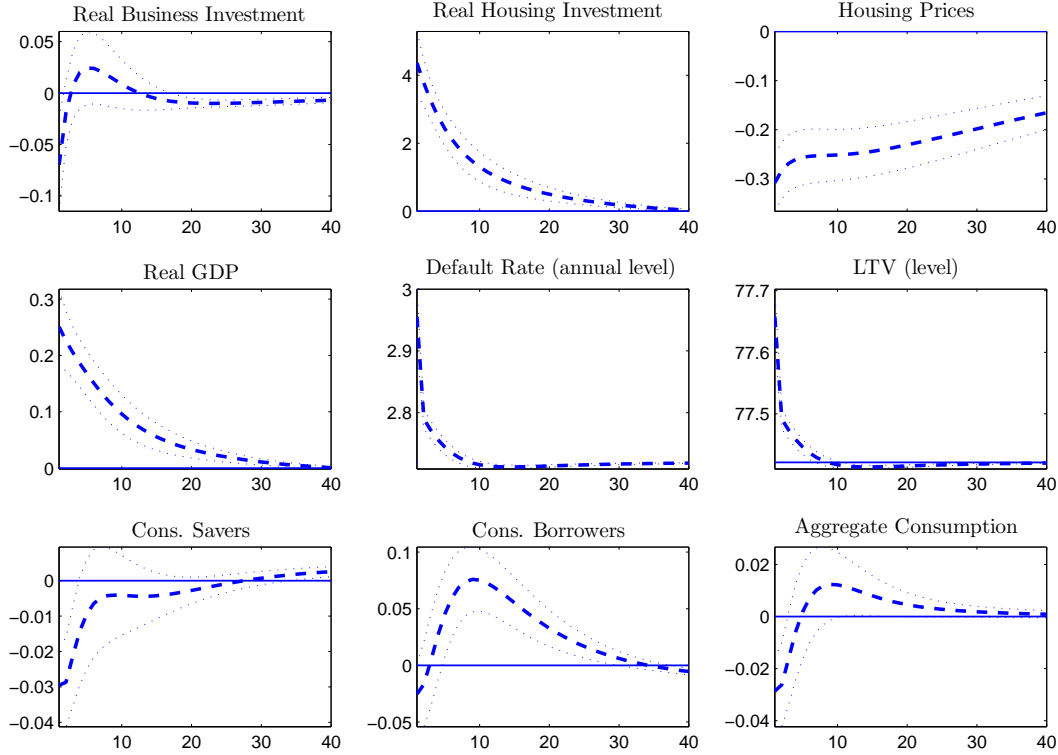 Real Business Investment
0.05
0
−0.05
−0.1
10 20 30 40
Real Housing Investment
4
2
0
10 20 30 40
Housing Prices
0
−0.1
−0.2
−0.3
10 20 30 40
Real GDP
0.3
0.2
0.1
0
10 20 30 40
Default Rate (annual level)
3
2.9
2.8
10 20 30 40
LTV (level)
77.7
77.6
77.5
10 20 30 40
Cons. Savers
0
−0.01
−0.02
−0.03
−0.04
10 20 30 40
Cons. Borrowers
0.1
0.05
0
−0.05
10 20 30 40
Aggregate Consumption
0.02
0
−0.02
−0.04
10 20 30 40